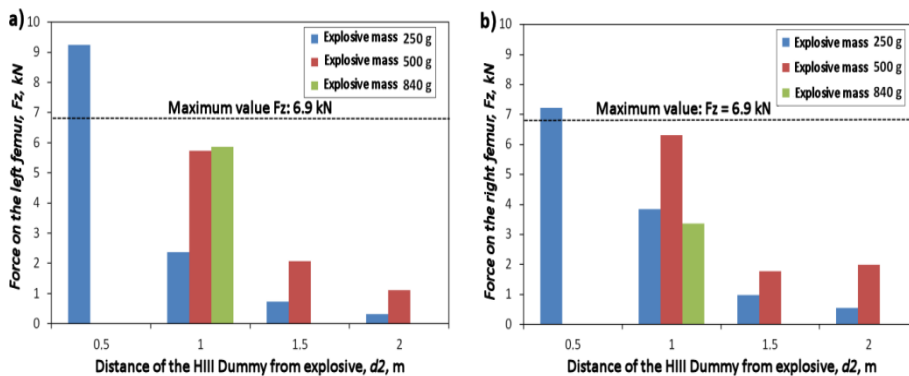 a)
Force on the left femur, Fz, kN
10
9
8
7
6
5
4
3
2
1
0
Explosive mass 250 g
Explosive mass 500 g
Explosive mass 840 g
Maximum value Fz: 6.9 kN
0.5 1 1.5 2
Distance of the HIII Dummy from explosive, d2, m
b)
Force on the right femur, Fz, kN
10
9
8
7
6
5
4
3
2
1
0
Explosive mass 250 g
Explosive mass 500 g
Explosive mass 840 g
Maximum value: Fz = 6.9 kN
0.5 1 1.5 2
Distance of the HIII Dummy from explosive, d2, m